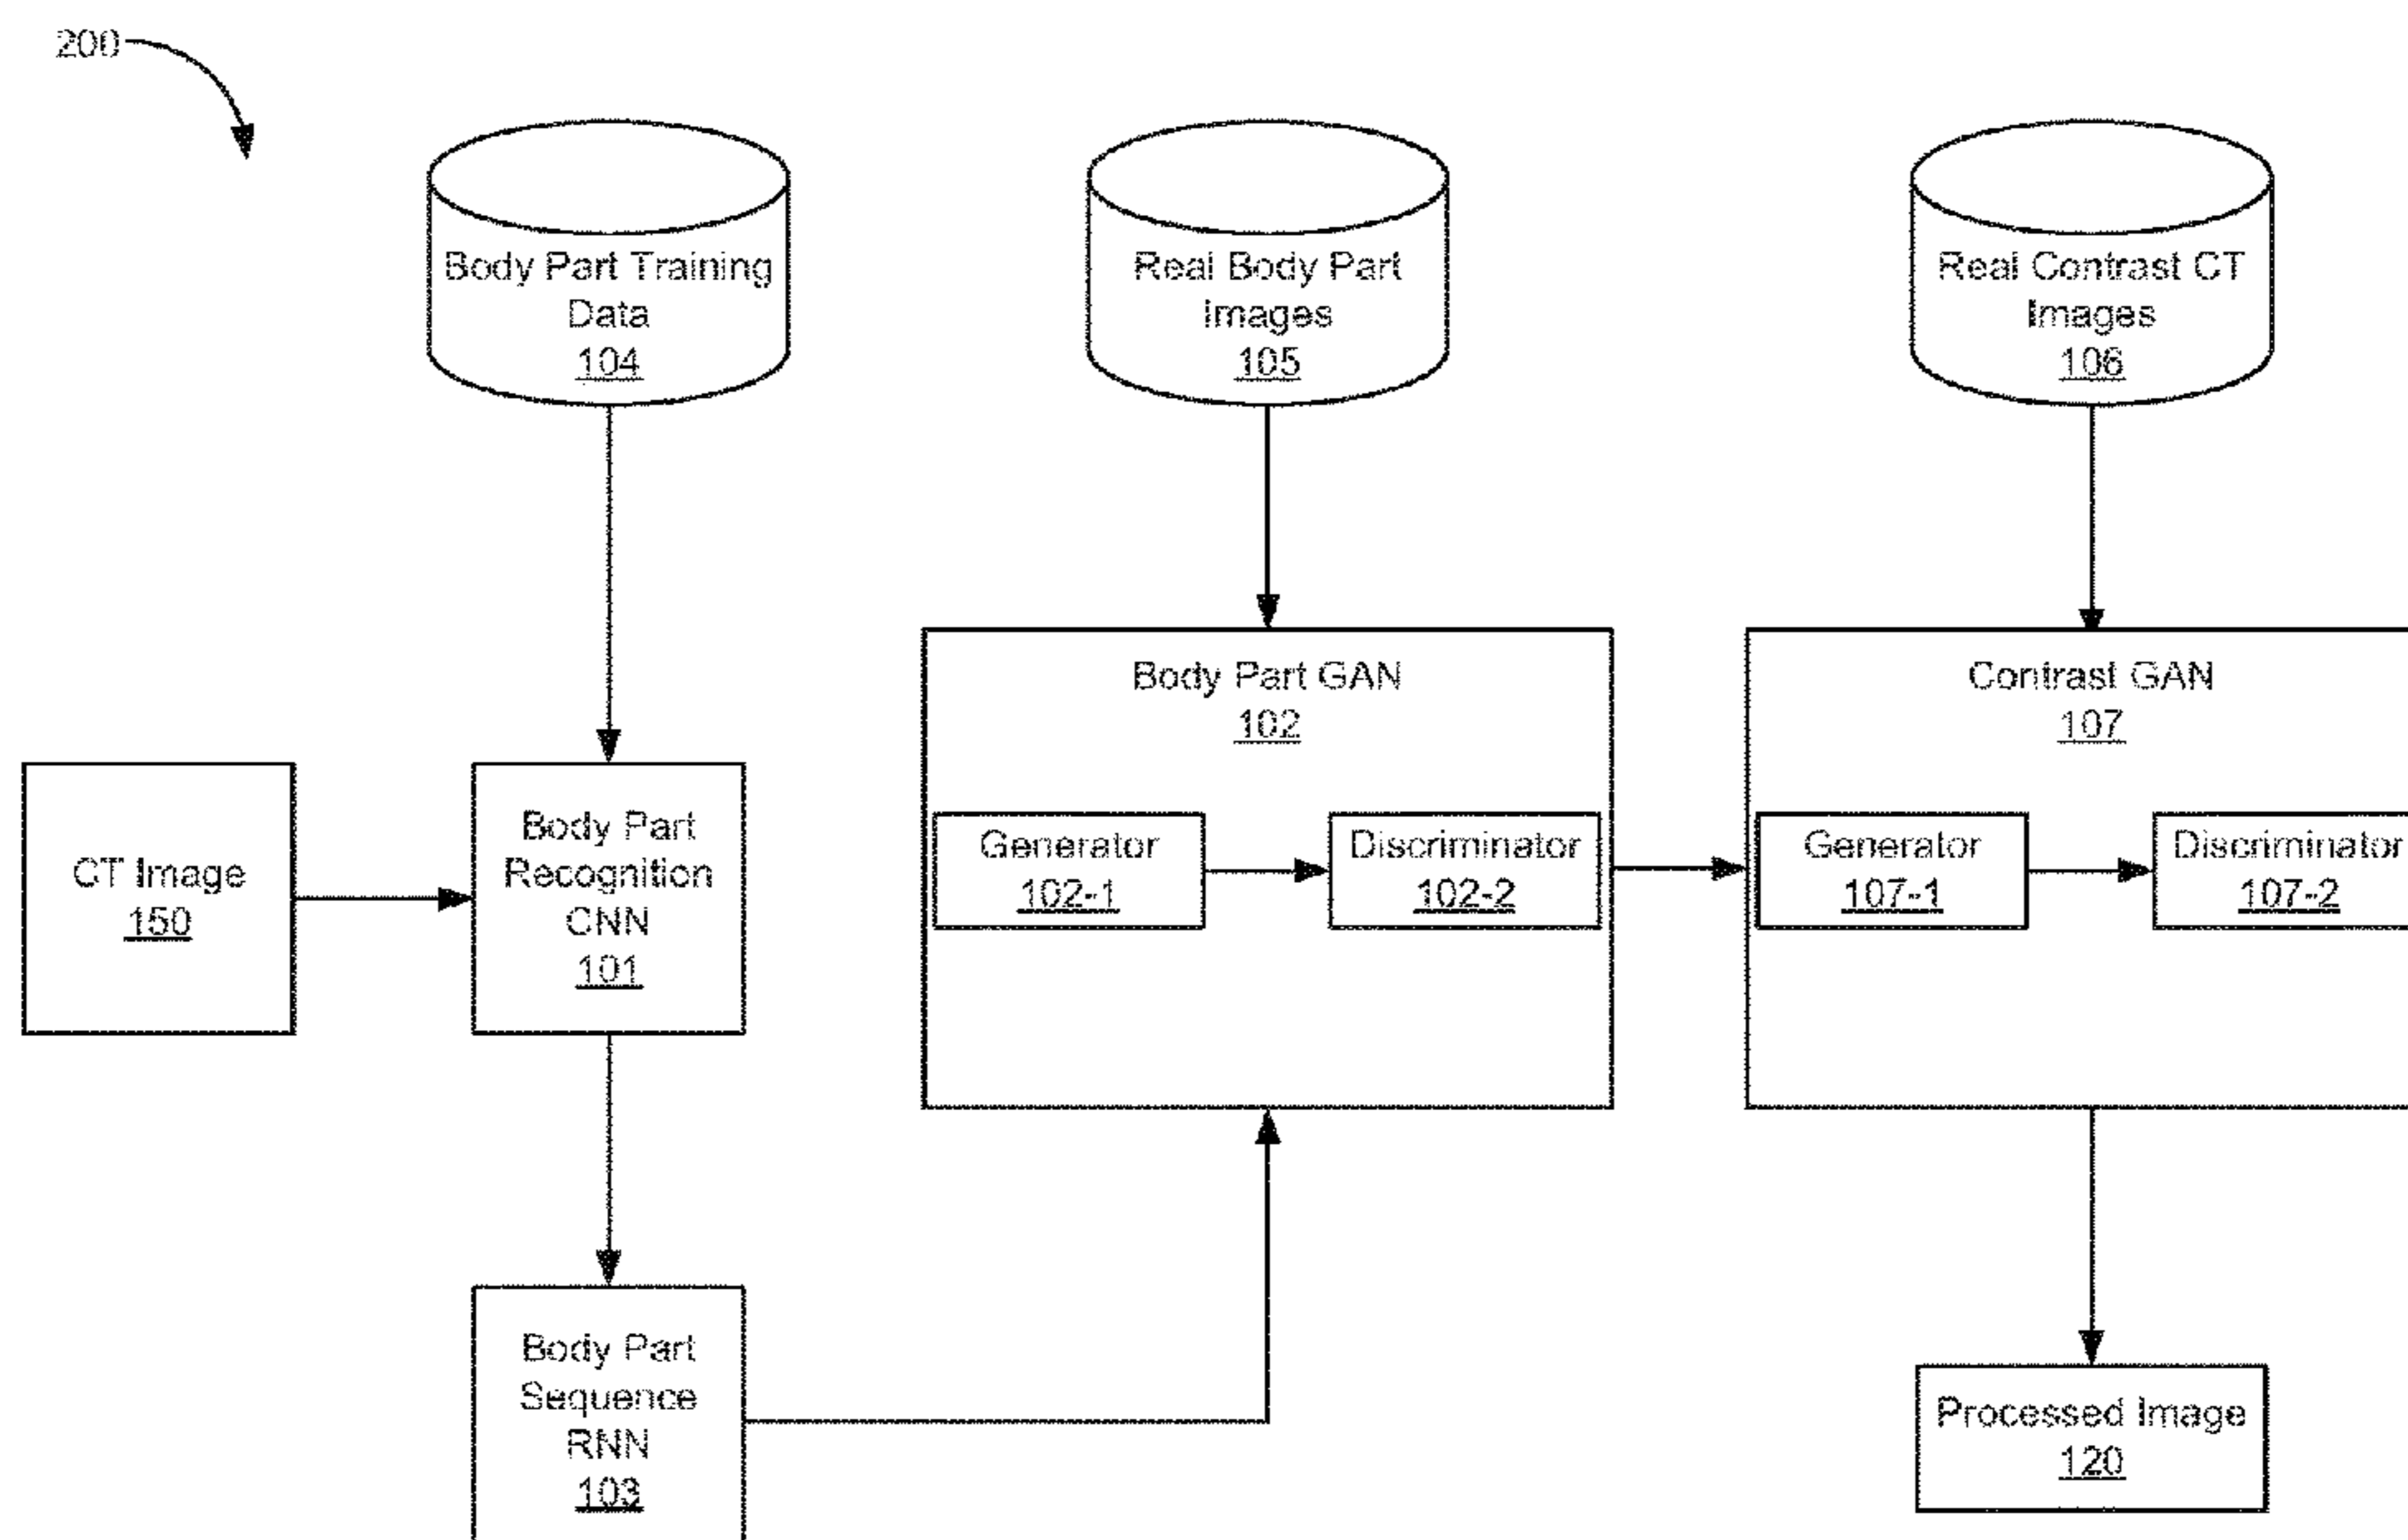 200
Body Part Training
Data
104
Real Body Part
Images
105
Real Contrast CT
Images
106
Body Part GAN
102
Contrast GAN
107
CT Image
150
Body Part
Recognition
CNN
101
Generator
102-1
Discriminator
102-2
Generator
107-1
Discriminator
107-2
Body Part
Sequence
RNN
103
Processed Image
120